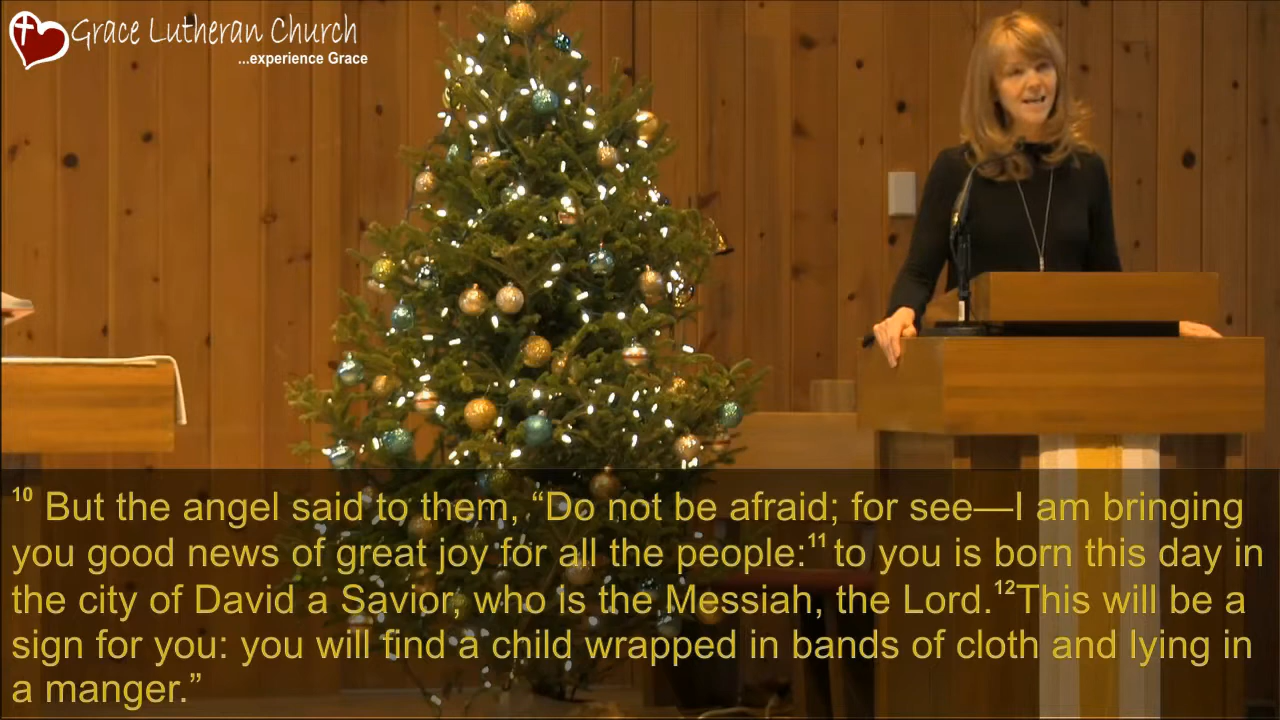 Grace Lutheran Church
...experience Grace
10 But the angel said to them, “Do not be afraid; for see—I am bringing
you good news of great joy for all the people:11 to you is born this day in
the city of David a Savior, who is the Messiah, the Lord.12This will be a
sign for you: you will find a child wrapped in bands of cloth and lying in
a manger.”